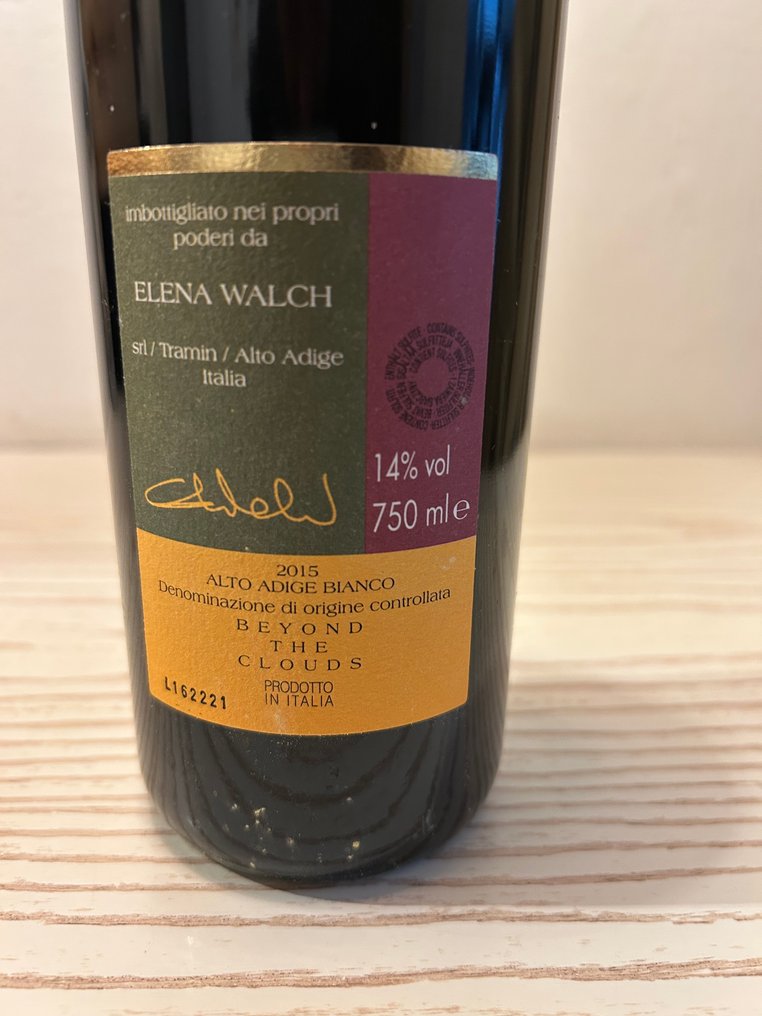 imbottigliato nei propri
poderi da
ELENA WALCH
srl / Tramin / Alto Adige
Italia
14% vol
750 ml e
2015
ALTO ADIGE BIANCO
Denominazione di origine controllata
BEYOND
THE
CLOUDS
L162221
PRODOTTO
IN ITALIA